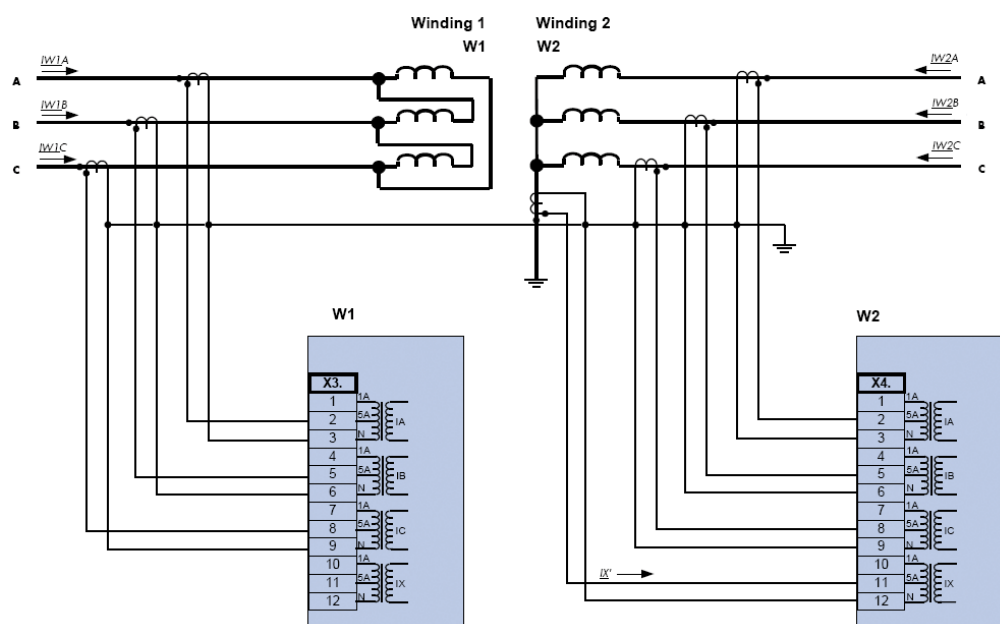 Winding 1 Winding 2
W1 W2
IW1A IW2A
A A
IW1B IW2B
B B
IW1C IW2C
C C
W1 W2
X3. X4.
1 1A 1 1A
2 5A IA 2 5A IA
3 N 3 N
4 1A 4 1A
5 5A IB 5 5A IB
6 N 6 N
7 1A 7 1A
8 5A IC 8 5A IC
9 N 9 N
10 1A 10 1A
IX' 11 5A IX 11 5A IX
12 N 12 N